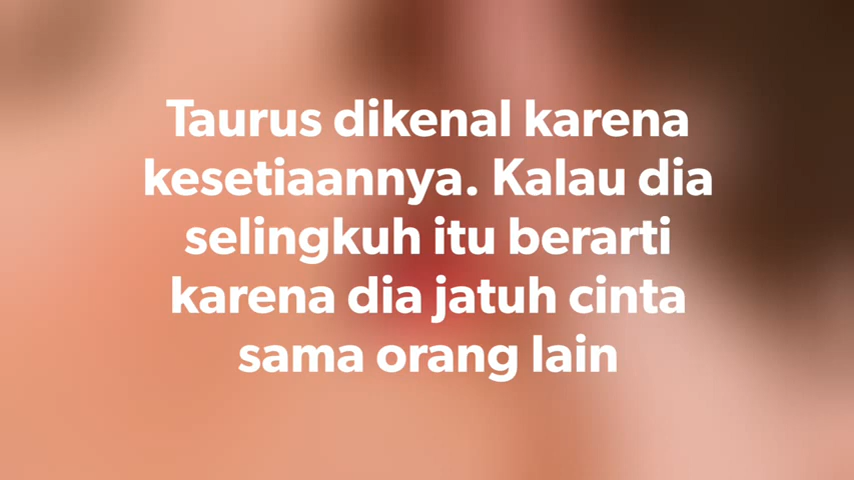 Taurus dikenal karena
kesetiaannya. Kalau dia
selingkuh itu berarti
karena dia jatuh cinta
sama orang lain